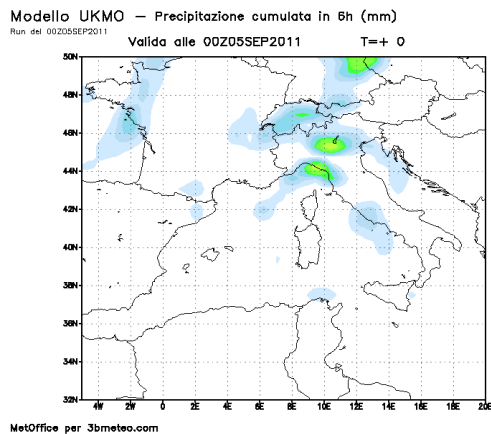 Modello UKMO – Precipitazione cumulata in 6h (mm)
Run del 00Z05SEP2011
Valida alle 00Z05SEP2011 T=+ 0
50N
48N
46N
44N
42N
40N
38N
36N
34N
32N
4W 2W 0 2E 4E 6E 8E 10E 12E 14E 16E 18E 20E
MetOffice per 3bmeteo.com